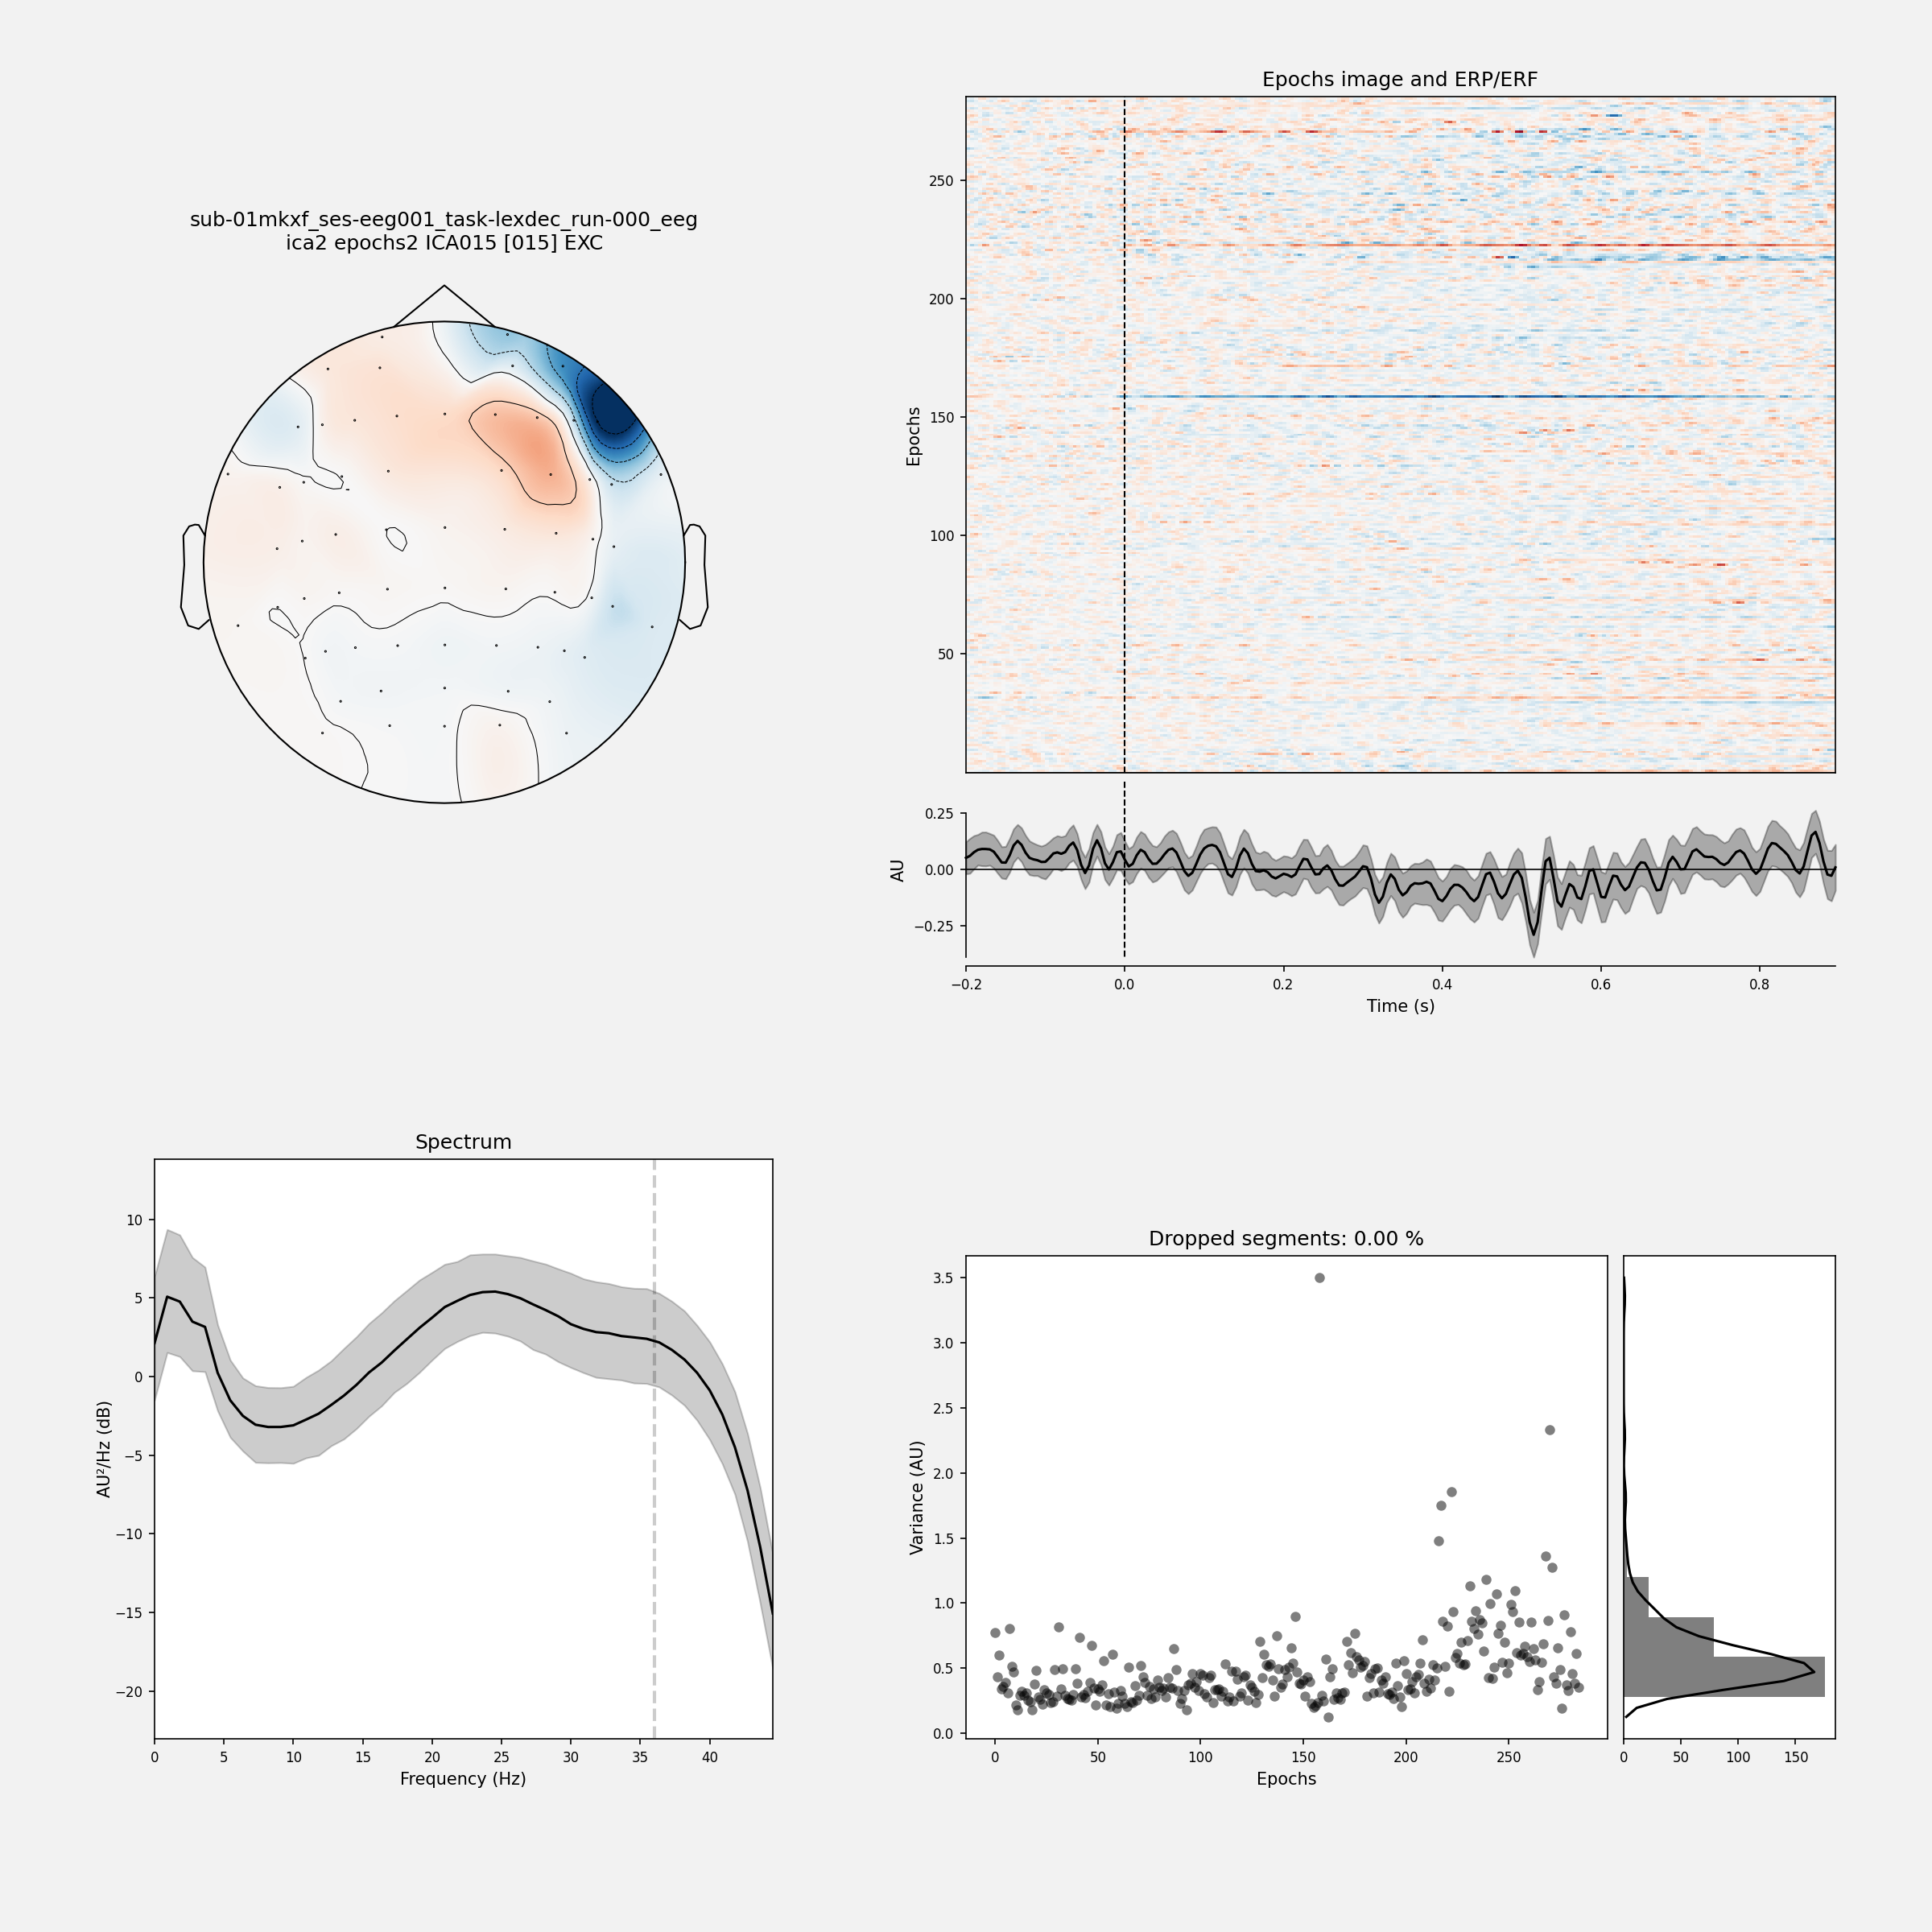 sub-01mkxf_ses-eeg001_task-lexdec_run-000_eeg
ica2 epochs2 ICA015 [015] EXC
Epochs image and ERP/ERF
Epochs
250
200
150
100
50
AU
0.25
0.00
−0.25
−0.2 0.0 0.2 0.4 0.6 0.8
Time (s)
Spectrum
AU²/Hz (dB)
10
5
0
−5
−10
−15
−20
0 5 10 15 20 25 30 35 40
Frequency (Hz)
Dropped segments: 0.00 %
Variance (AU)
3.5
3.0
2.5
2.0
1.5
1.0
0.5
0.0
0 50 100 150 200 250
Epochs
0 50 100 150